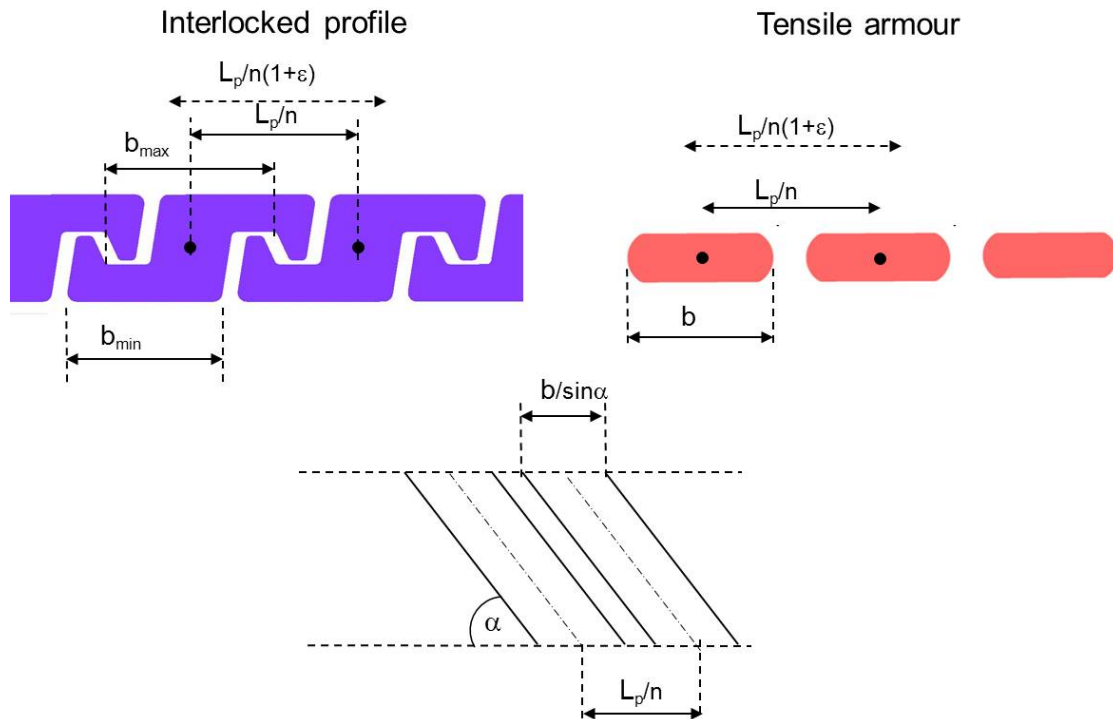 Interlocked profile
Tensile armour
Lp/n(1+ε)
Lp/n
bmax
bmin
Lp/n(1+ε)
Lp/n
b
b/sinα
α
Lp/n